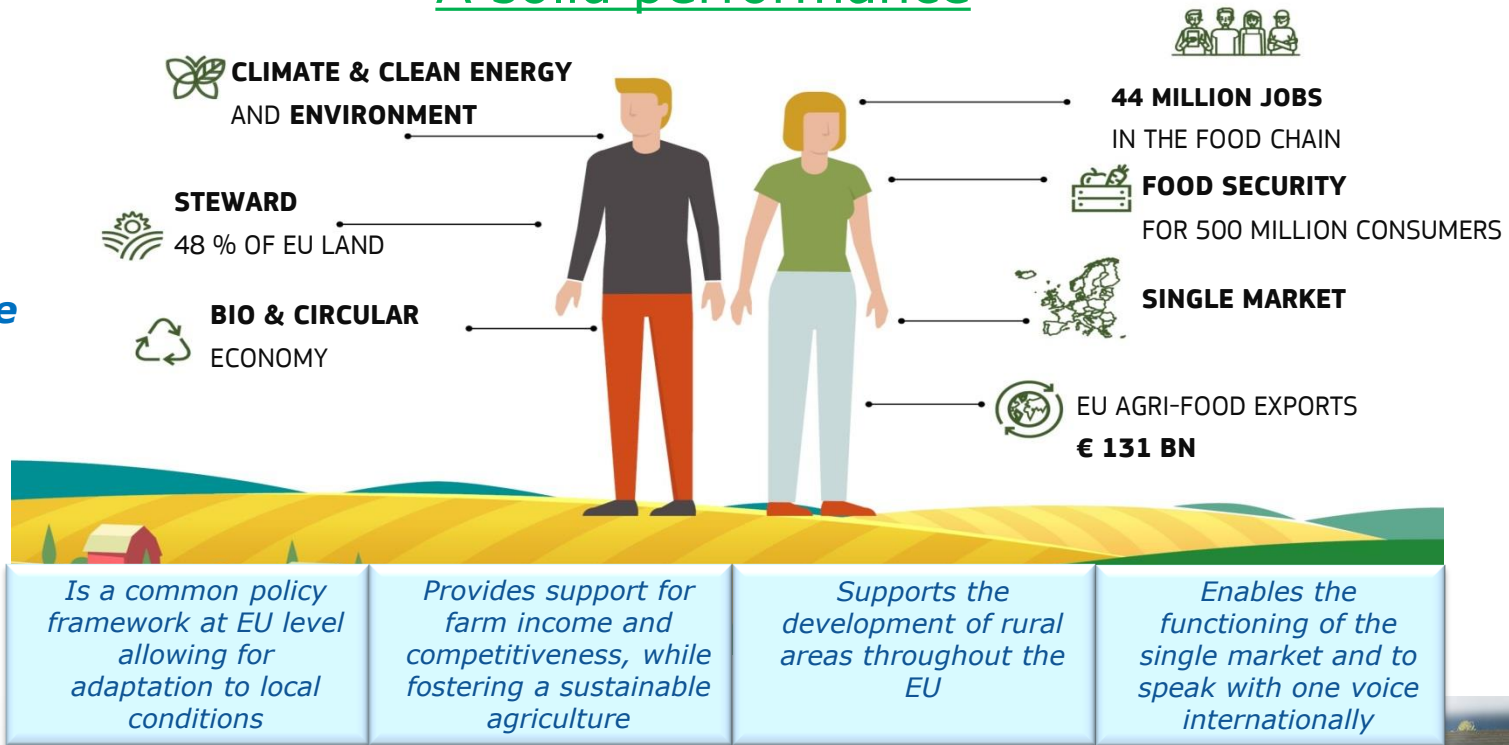 A solid performance
CLIMATE & CLEAN ENERGY
AND ENVIRONMENT
STEWARD
48 % OF EU LAND
BIO & CIRCULAR
ECONOMY
44 MILLION JOBS
IN THE FOOD CHAIN
FOOD SECURITY
FOR 500 MILLION CONSUMERS
SINGLE MARKET
EU AGRI-FOOD EXPORTS
€ 131 BN
e
Is a common policy
framework at EU level
allowing for
adaptation to local
conditions
Provides support for
farm income and
competitiveness, while
fostering a sustainable
agriculture
Supports the
development of rural
areas throughout the
EU
Enables the
functioning of the
single market and to
speak with one voice
internationally